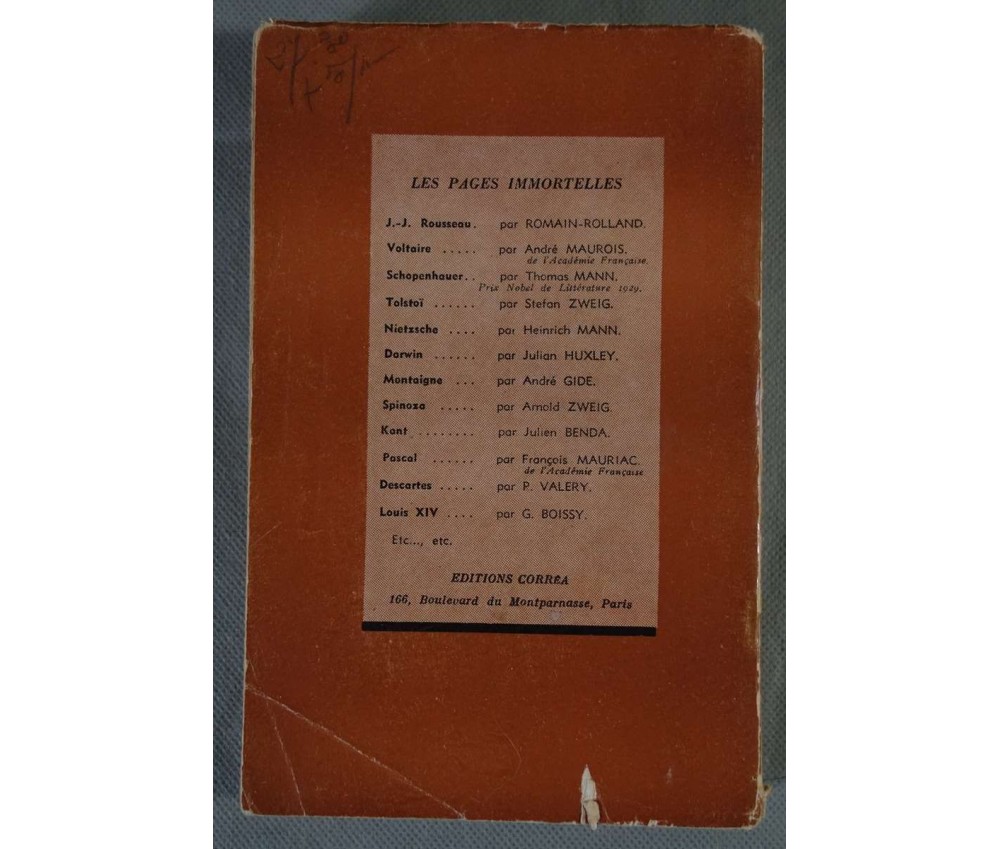 LES PAGES IMMORTELLES
J.-J. Rousseau. par ROMAIN-ROLLAND.
Voltaire ..... par André MAUROIS.
de l'Académie Française.
Schopenhauer.. par Thomas MANN.
Prix Nobel de Littérature 1929.
Tolstoï ...... par Stefan ZWEIG.
Nietzsche .... par Heinrich MANN.
Darwin ...... par Julian HUXLEY.
Montaigne ... par André GIDE.
Spinoza ..... par Arnold ZWEIG.
Kant ........ par Julien BENDA.
Pascal ...... par François MAURIAC.
de l'Académie Française
Descartes ..... par P. VALERY.
Louis XIV .... par G. BOISSY.
Etc..., etc.
EDITIONS CORRÊA
166, Boulevard du Montparnasse, Paris